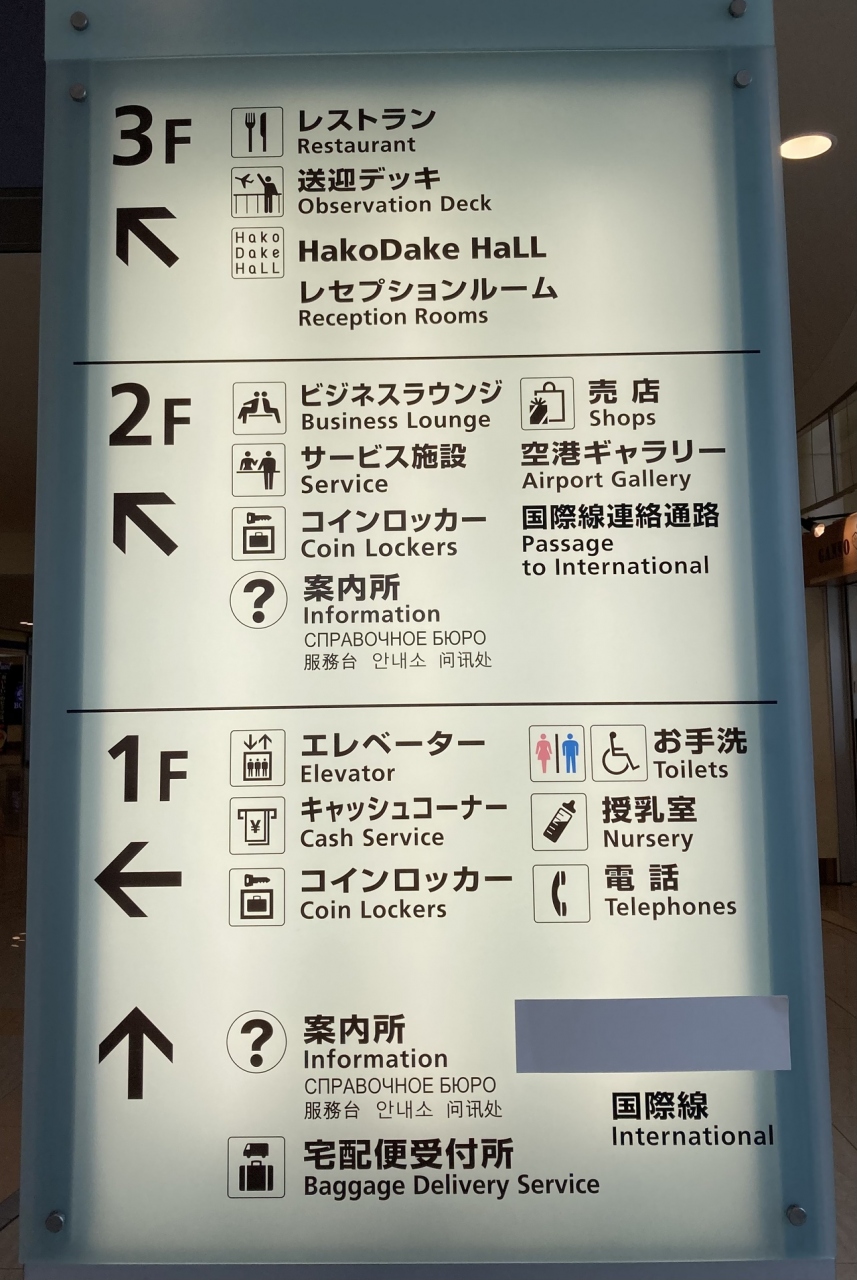 3F
レストラン
Restaurant
送迎デッキ
Observation Deck
Hako
Dake
HaLL
HakoDake HaLL
レセプションルーム
Reception Rooms
2F
ビジネスラウンジ
Business Lounge
サービス施設
Service
コインロッカー
Coin Lockers
?
案内所
Information
СПРАВОЧНОЕ БЮРО
服務台 안내소 问讯处
売店
Shops
空港ギャラリー
Airport Gallery
国際線連絡通路
Passage
to International
1F
エレベーター
Elevator
¥
キャッシュコーナー
Cash Service
コインロッカー
Coin Lockers
お手洗
Toilets
授乳室
Nursery
電話
Telephones
?
案内所
Information
СПРАВОЧНОЕ БЮРО
服務台 안내소 问讯处
宅配便受付所
Baggage Delivery Service
国際線
International